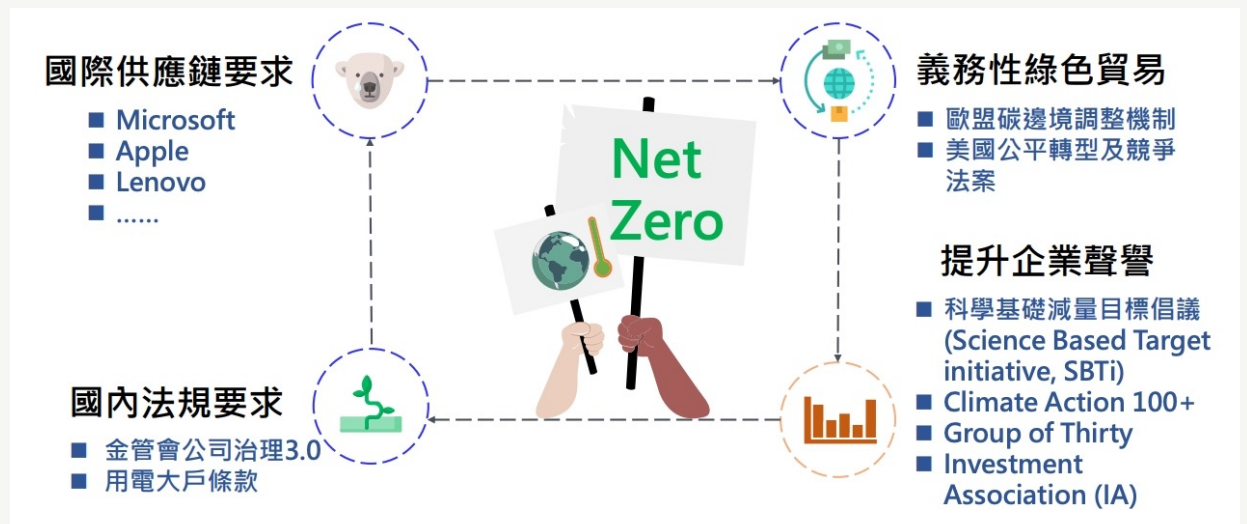 國際供應鏈要求
■ Microsoft
■ Apple
■ Lenovo
■ ......
義務性綠色貿易
■ 歐盟碳邊境調整機制
■ 美國公平轉型及競爭
法案
Net
Zero
提升企業聲譽
■ 科學基礎減量目標倡議
(Science Based Target
initiative, SBTi)
■ Climate Action 100+
■ Group of Thirty
■ Investment
Association (IA)
國內法規要求
■ 金管會公司治理3.0
■ 用電大戶條款